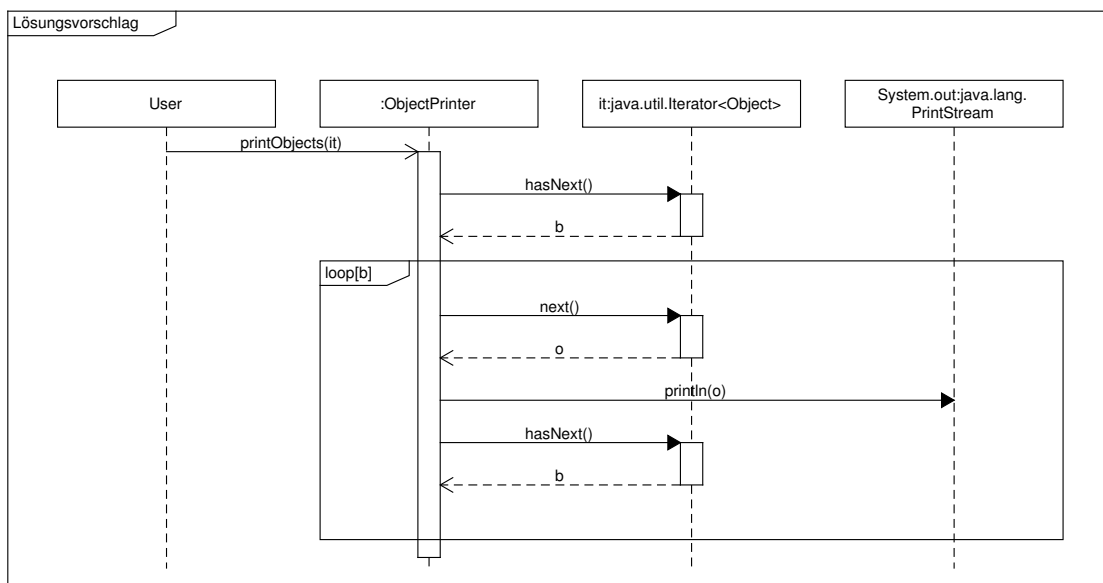 Lösungsvorschlag
User
:ObjectPrinter
it:java.util.Iterator<Object>
System.out:java.lang.
PrintStream
printObjects(it)
hasNext()
b
loop[b]
next()
o
println(o)
hasNext()
b